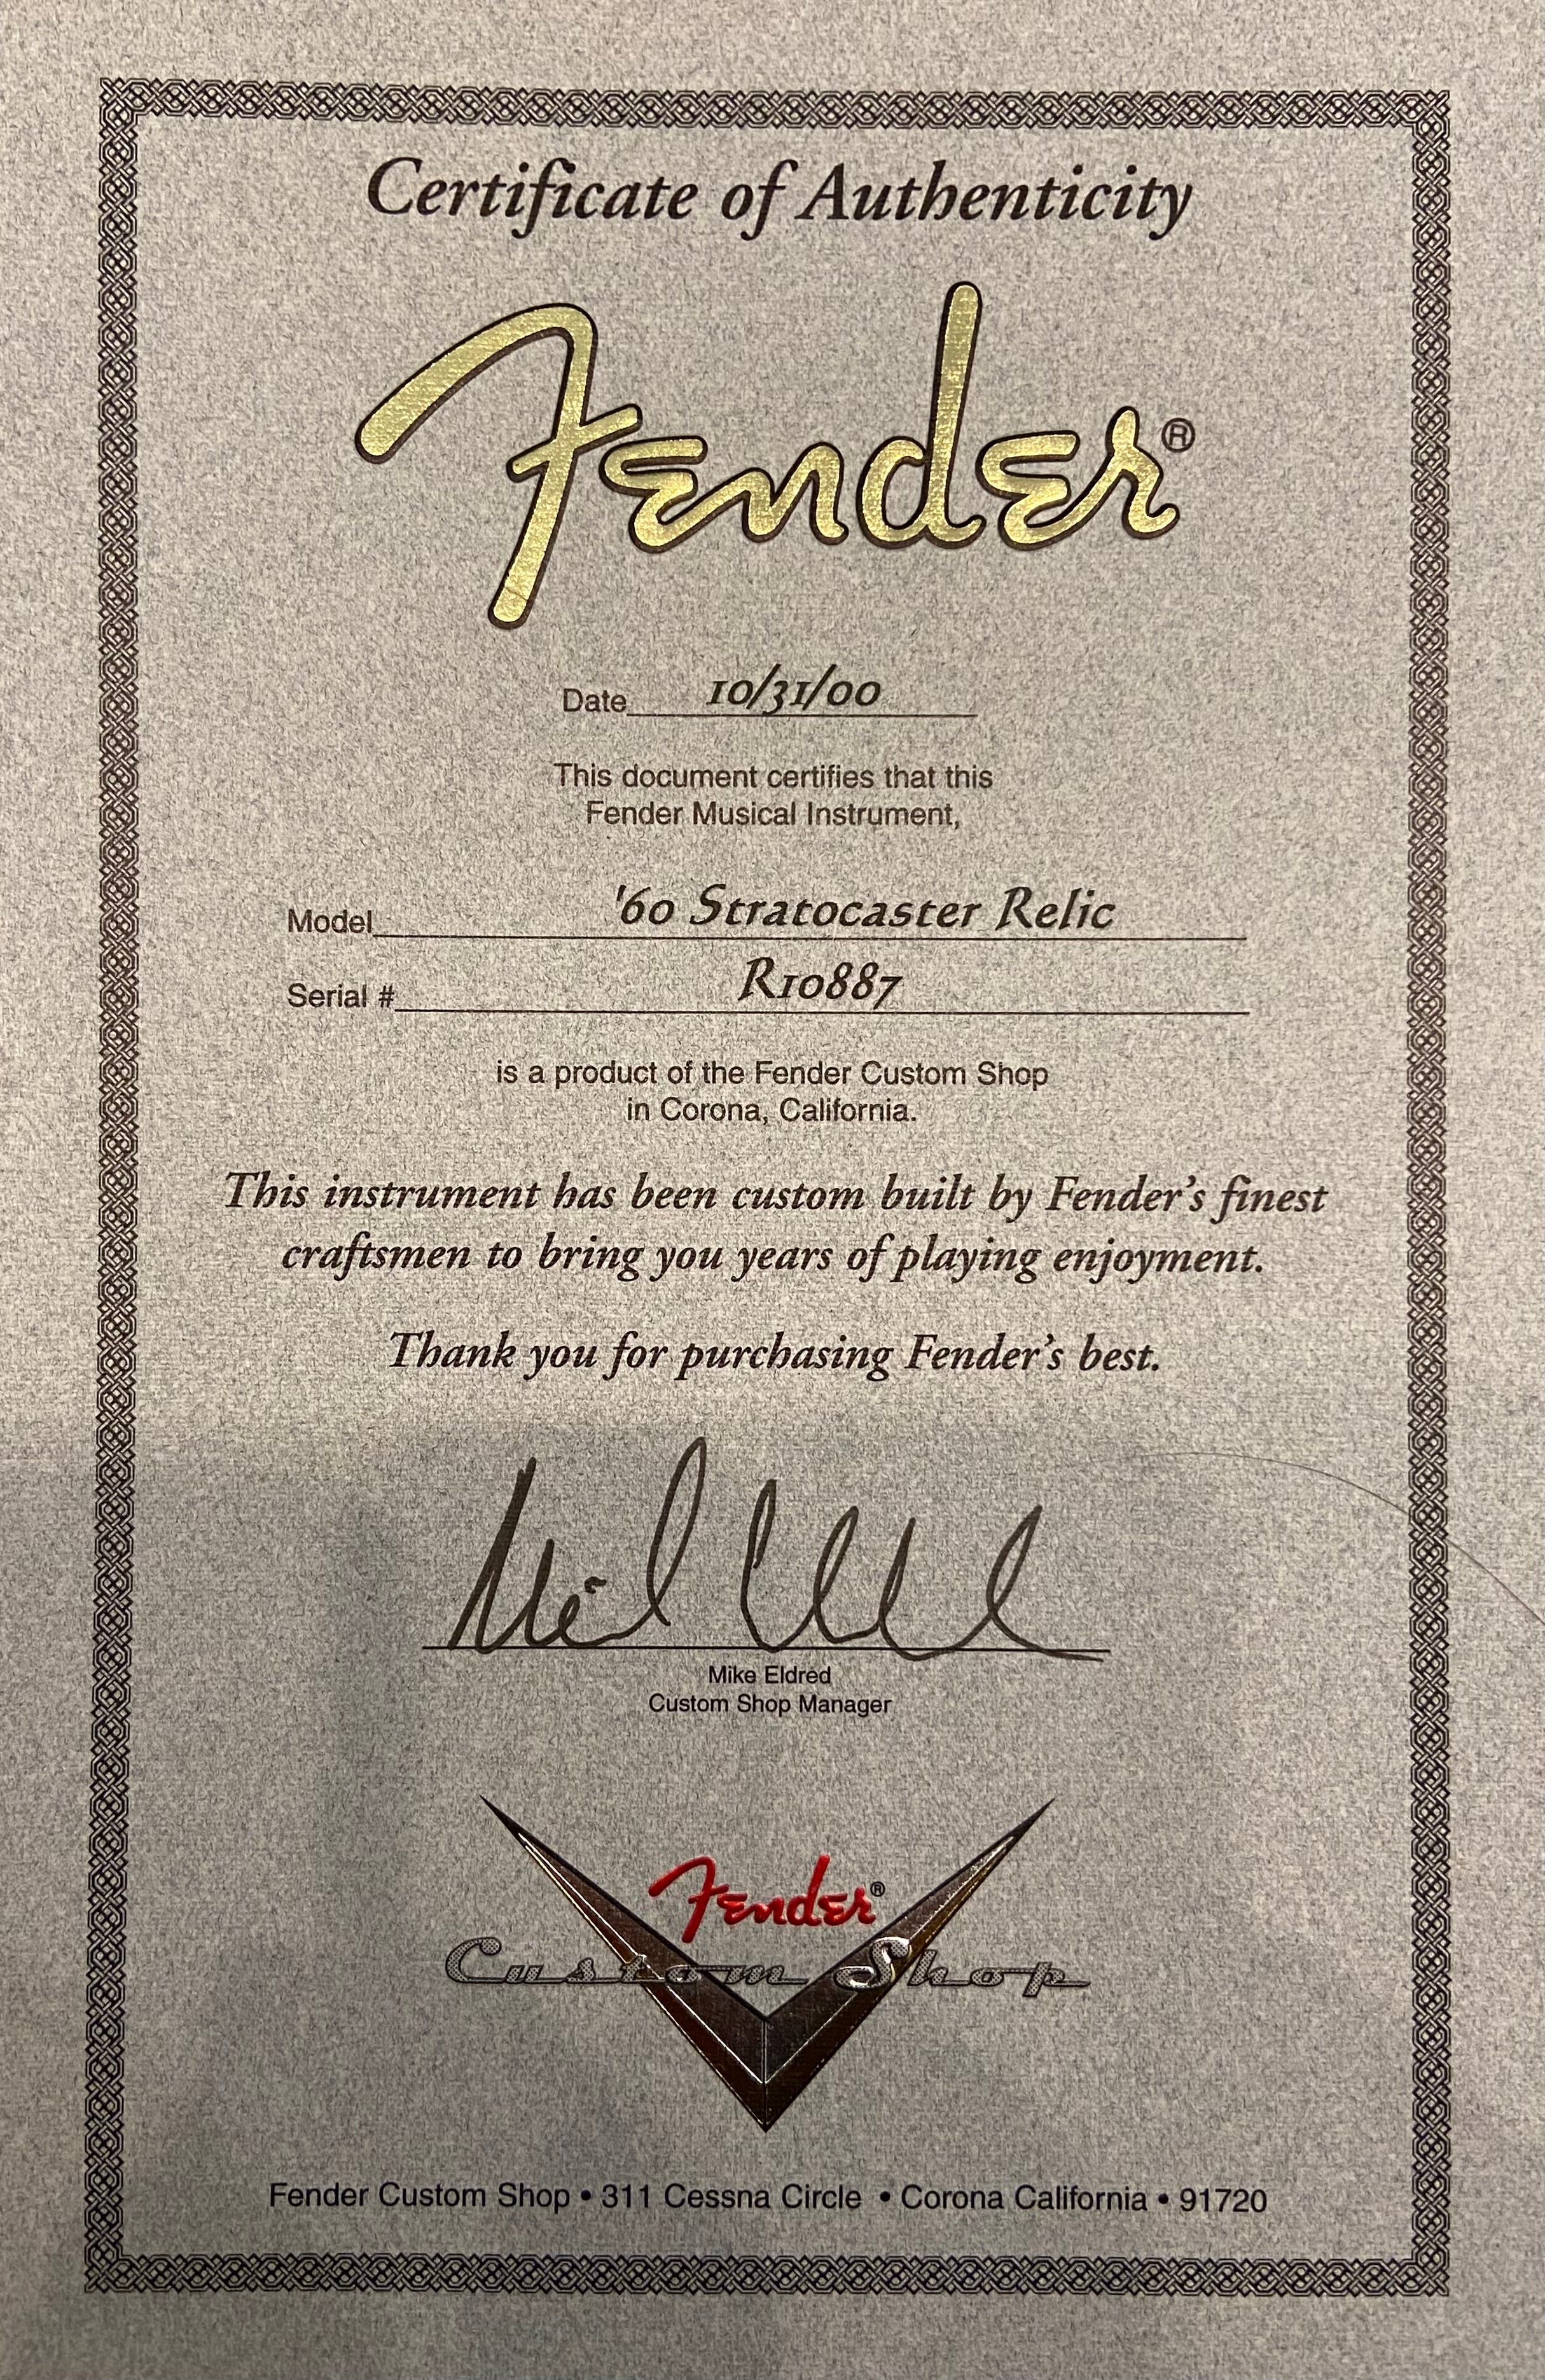 Certificate of Authenticity
Fender®
Date 10/31/00
This document certifies that this
Fender Musical Instrument,
Model '60 Stratocaster Relic
Serial # R10887
is a product of the Fender Custom Shop
in Corona, California.
This instrument has been custom built by Fender's finest
craftsmen to bring you years of playing enjoyment.
Thank you for purchasing Fender's best.
Mike Eldred
Custom Shop Manager
Fender®
Custom Shop
Fender Custom Shop • 311 Cessna Circle • Corona California • 91720